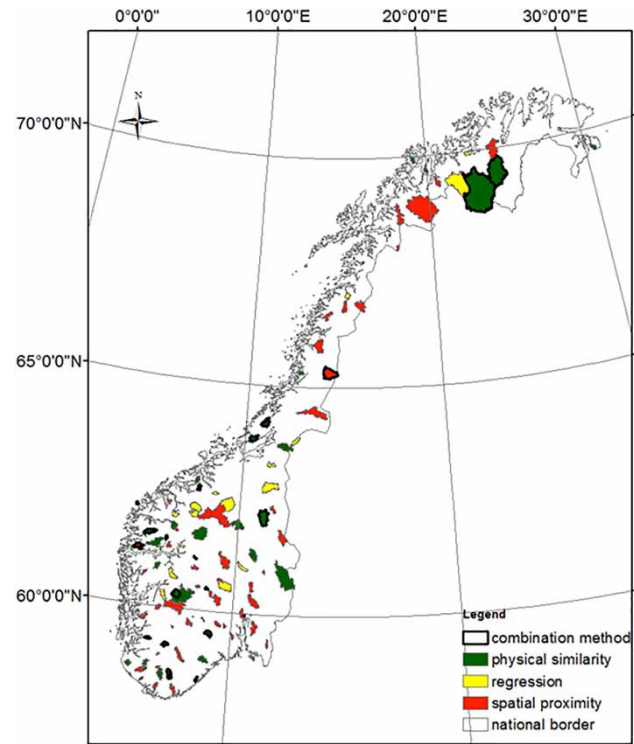 0°0'0"
10°0'0"E
20°0'0"E
30°0'0"E
N
70°0'0"N
65°0'0"N
60°0'0"N
Legend
combination method
physical similarity
regression
spatial proximity
national border